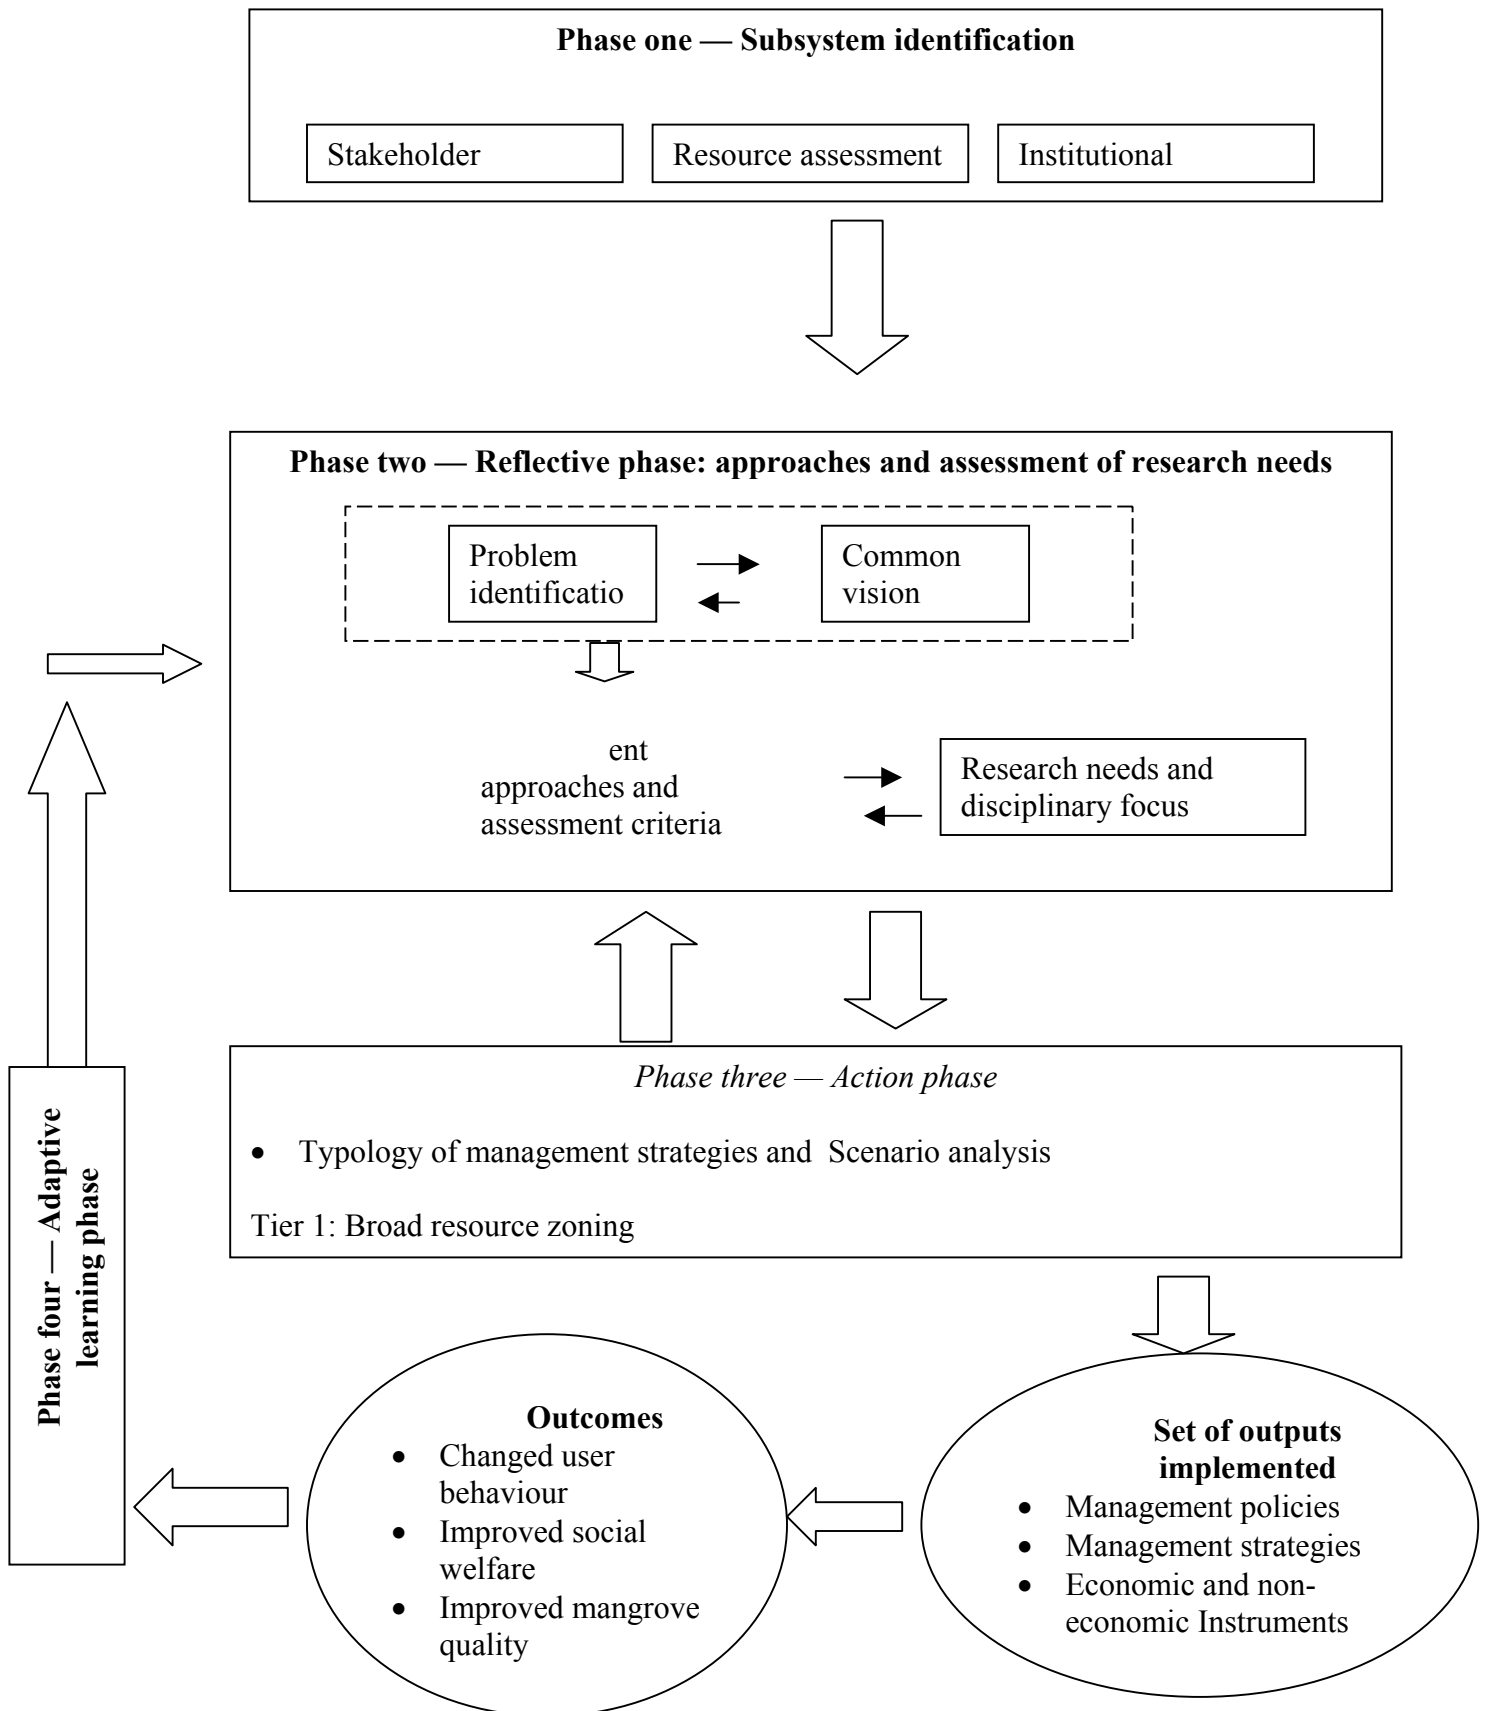 Phase one — Subsystem identification
Stakeholder
Resource assessment
Institutional
Phase two — Reflective phase: approaches and assessment of research needs
Problem
identificatio
Common
vision
ent
approaches and
assessment criteria
Research needs and
disciplinary focus
Phase three — Action phase
• Typology of management strategies and  Scenario analysis
Tier 1: Broad resource zoning
Phase four — Adaptive
learning phase
Outcomes
• Changed user
behaviour
• Improved social
welfare
• Improved mangrove
quality
Set of outputs
implemented
• Management policies
• Management strategies
• Economic and non-
economic Instruments